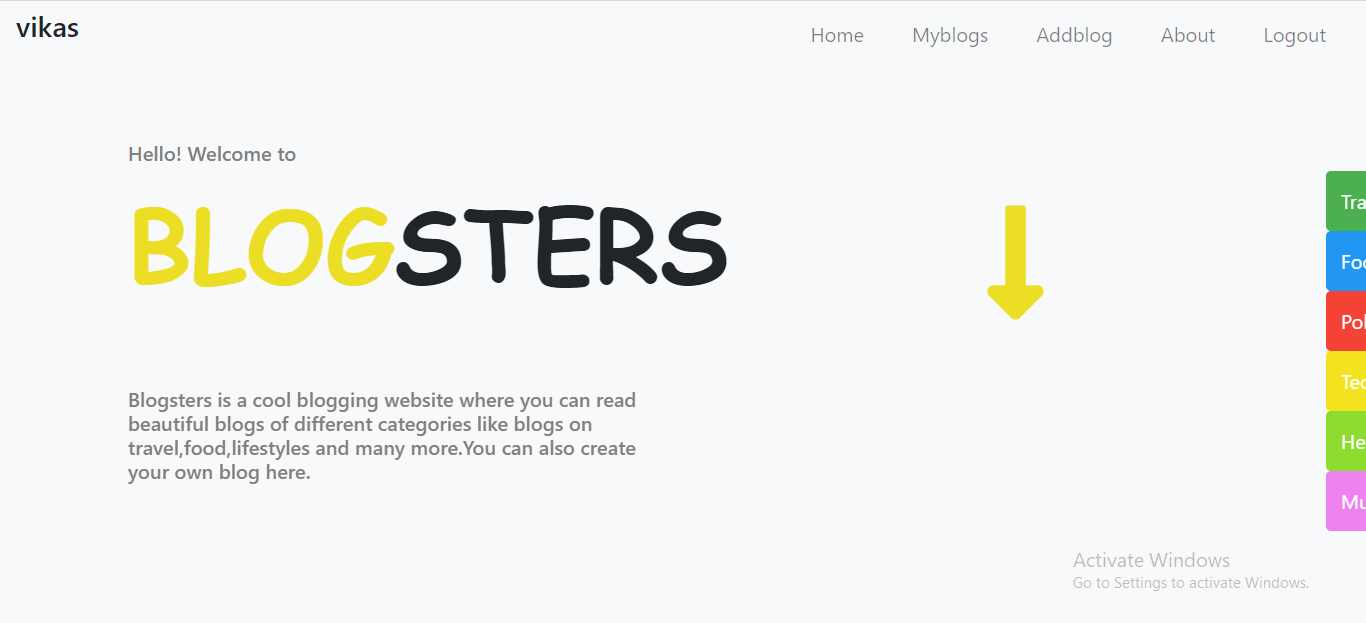 vikas
Home Myblogs Addblog About Logout
Hello! Welcome to
BLOGSTERS
Blogsters is a cool blogging website where you can read
beautiful blogs of different categories like blogs on
travel,food,lifestyles and many more.You can also create
your own blog here.
Tra
Foo
Pol
Tec
He
Mu
Activate Windows
Go to Settings to activate Windows.